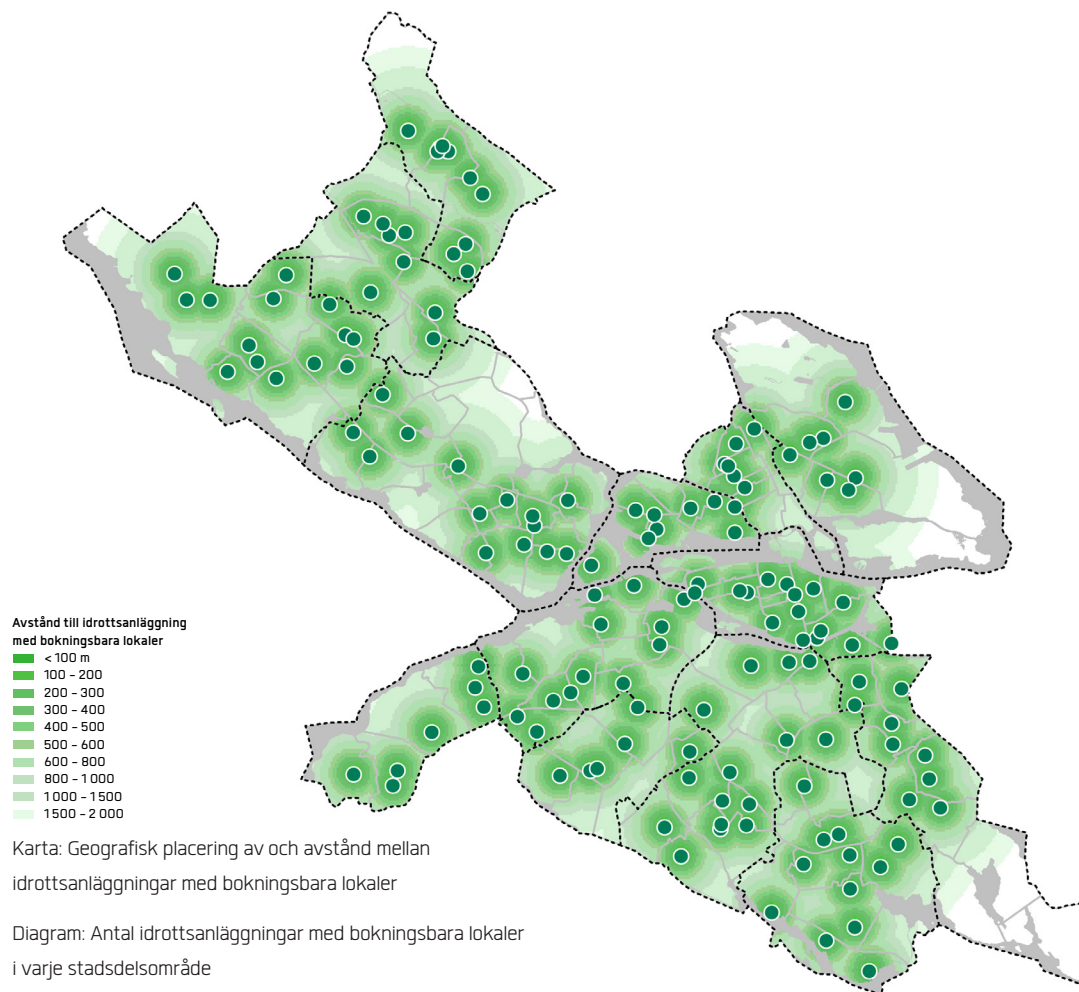 Avstånd till idrottsanläggning
med bokningsbara lokaler
< 100 m
100 – 200
200 – 300
300 – 400
400 – 500
500 – 600
600 – 800
800 – 1 000
1 000 – 1 500
1 500 – 2 000
Karta: Geografisk placering av och avstånd mellan
idrottsanläggningar med bokningsbara lokaler
Diagram: Antal idrottsanläggningar med bokningsbara lokaler
i varje stadsdelsområde